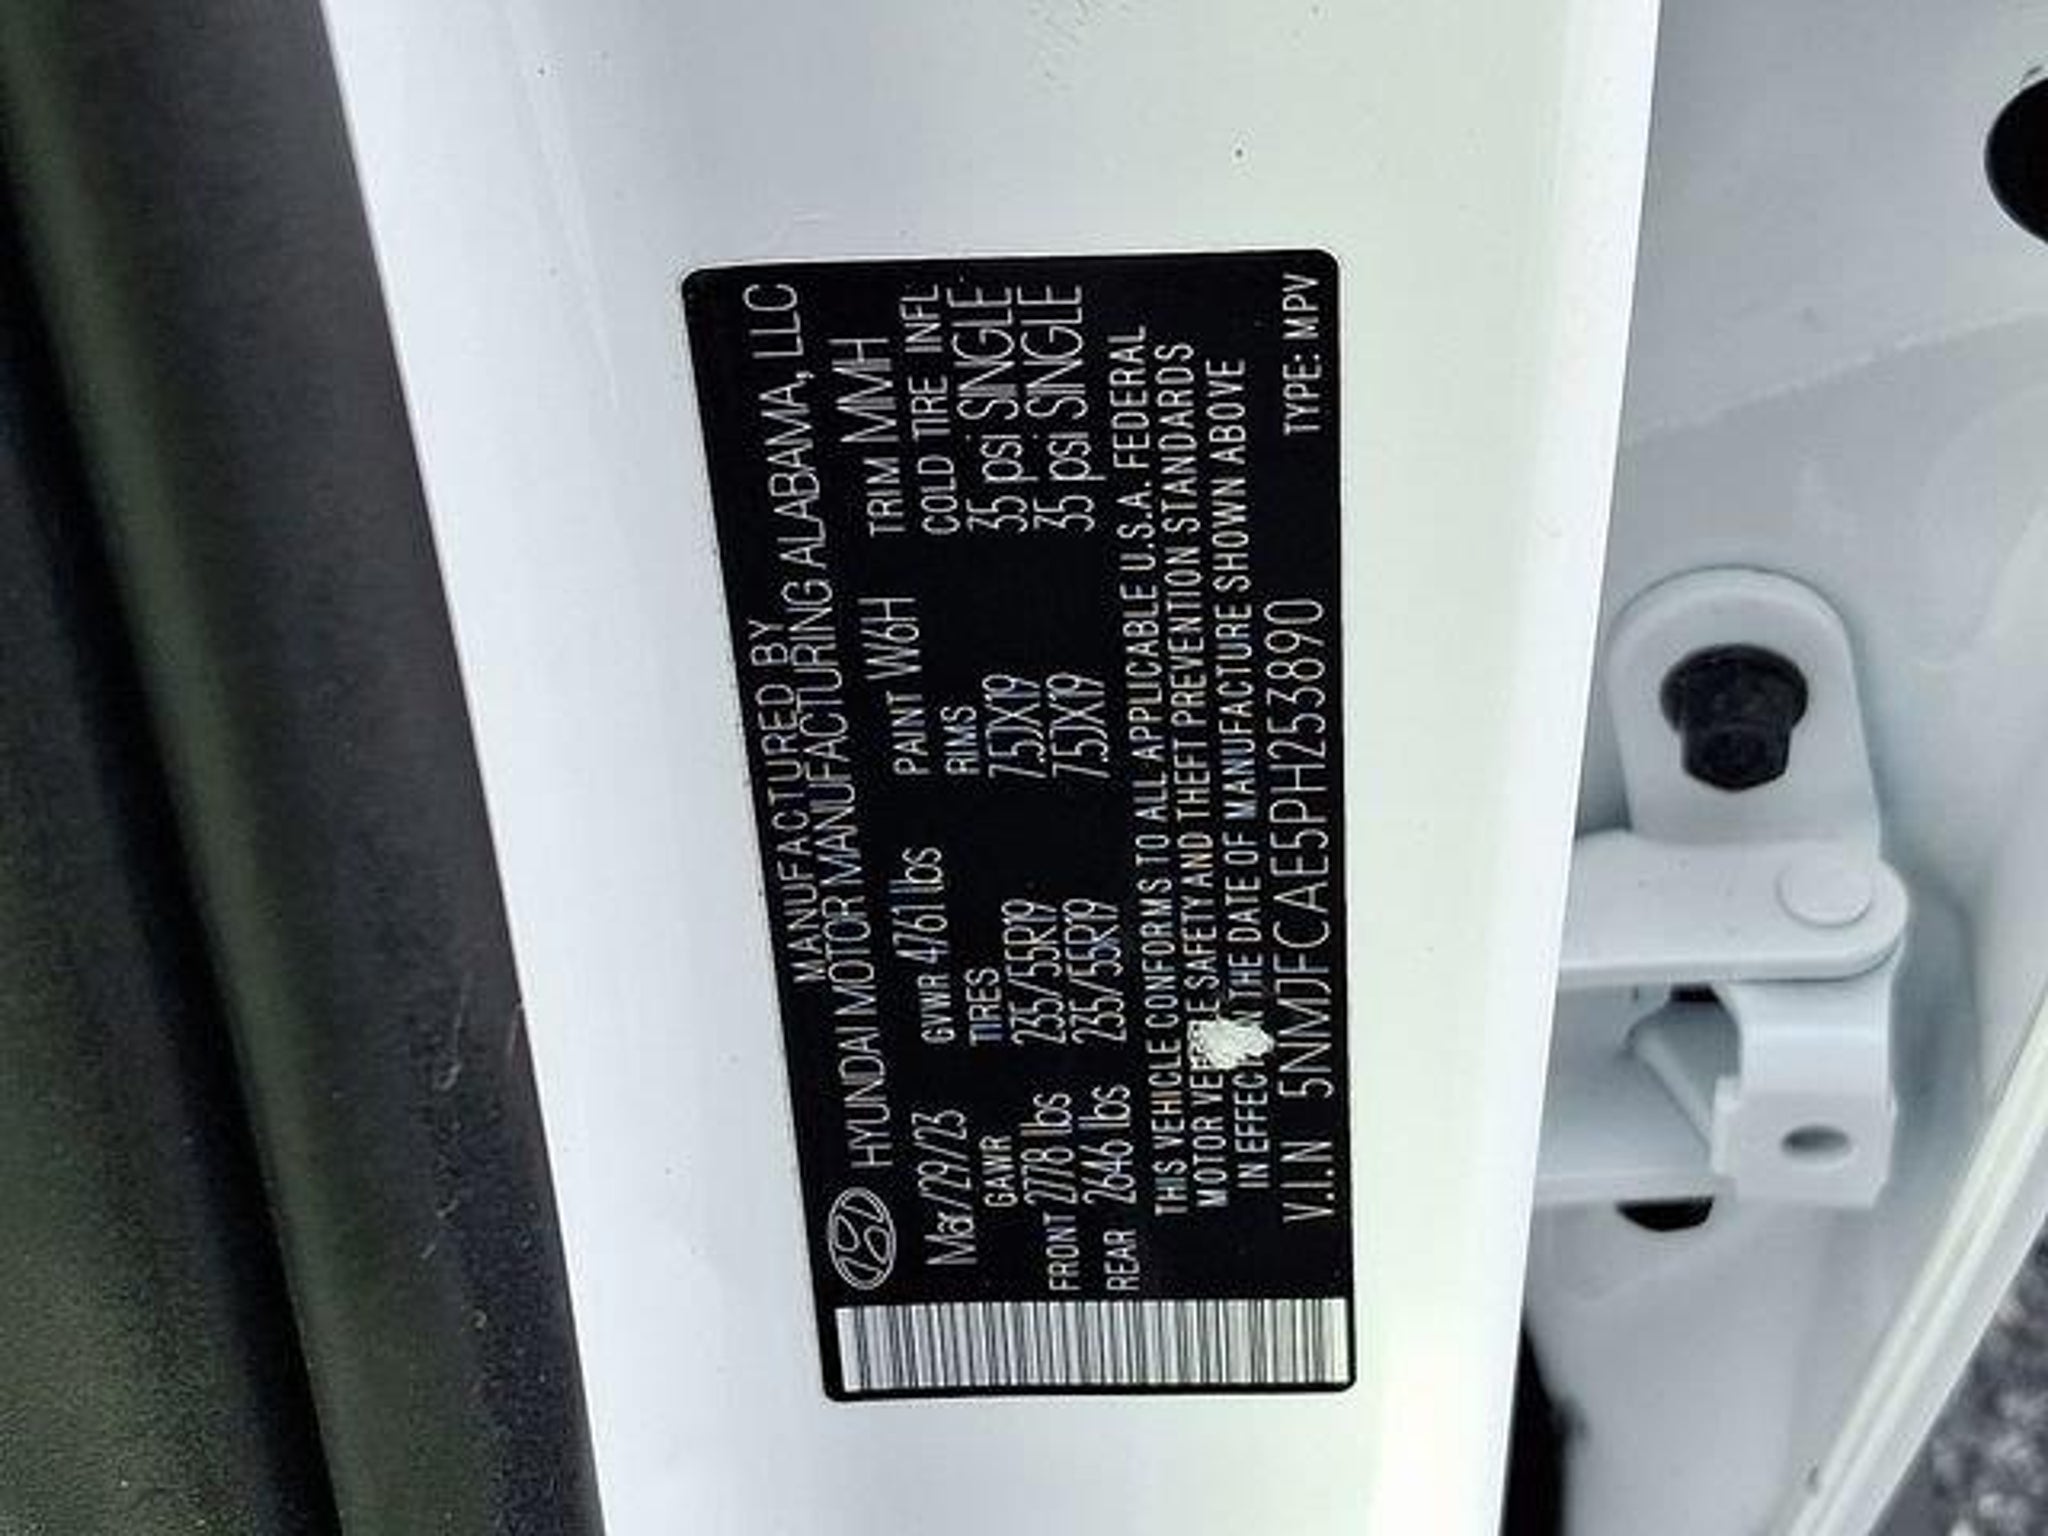 MANUFACTURED BY
HYUNDAI MOTOR MANUFACTURING ALABAMA, LLC
Mar/29/23 GVWR 4761 lbs PAINT W6H TRIM MMH
GAWR TIRES RIMS COLD TIRE INFL
FRONT 2778 lbs 235/55R19 7.5JX19 35 psi SINGLE
REAR 2646 lbs 235/55R19 7.5JX19 35 psi SINGLE
THIS VEHICLE CONFORMS TO ALL APPLICABLE U.S.A. FEDERAL
MOTOR SAFETY AND THEFT PREVENTION STANDARDS
IN THE DATE OF MANUFACTURE SHOWN ABOVE
V.I.N 5NMJFCAE5PH253890 TYPE: MPV